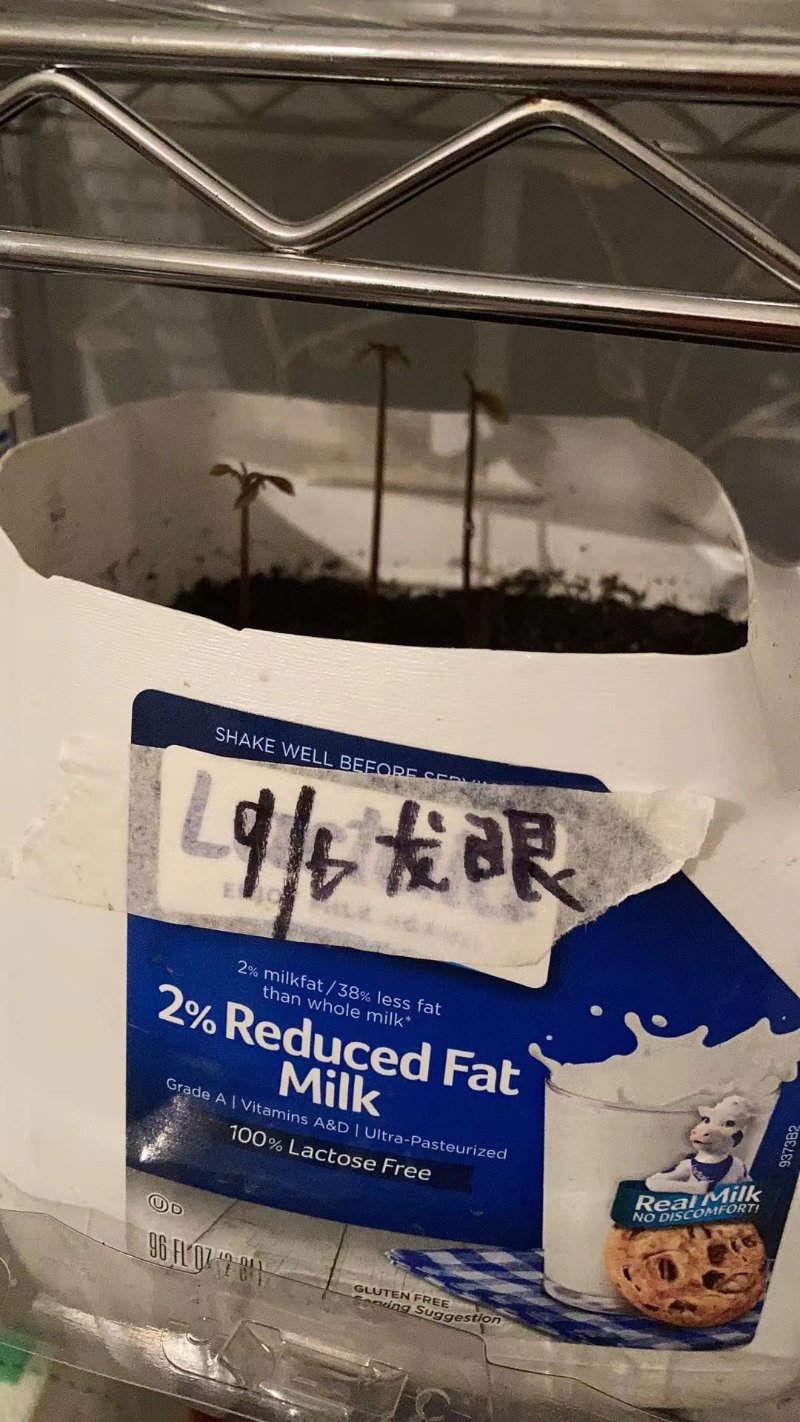 SHAKE WELL BEFORE SERVING
9/6 龙眼
2% milkfat/38% less fat
than whole milk*
2% Reduced Fat
Milk
Grade A | Vitamins A&D | Ultra-Pasteurized
100% Lactose Free
Real Milk
NO DISCOMFORT!
9373B2
U D
96 FL OZ
GLUTEN FREE
Serving Suggestion